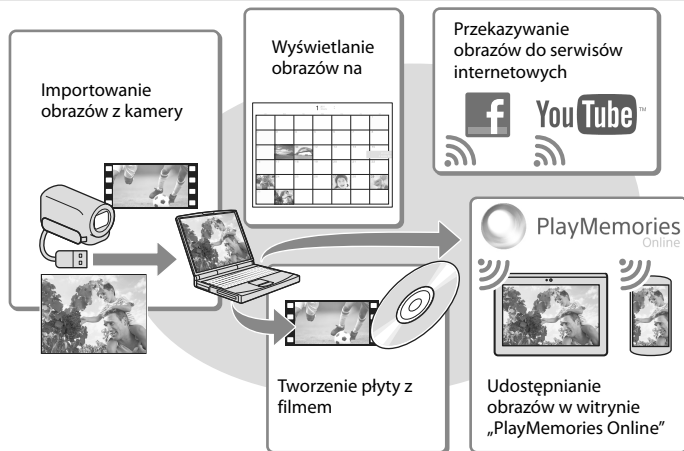 Importowanie
obrazów z kamery
Wyświetlanie
obrazów na
1
Przekazywanie
obrazów do serwisów
internetowych
f
You Tube
PlayMemories
Online
Tworzenie płyty z
filmem
Udostępnianie
obrazów w witrynie
„PlayMemories Online”